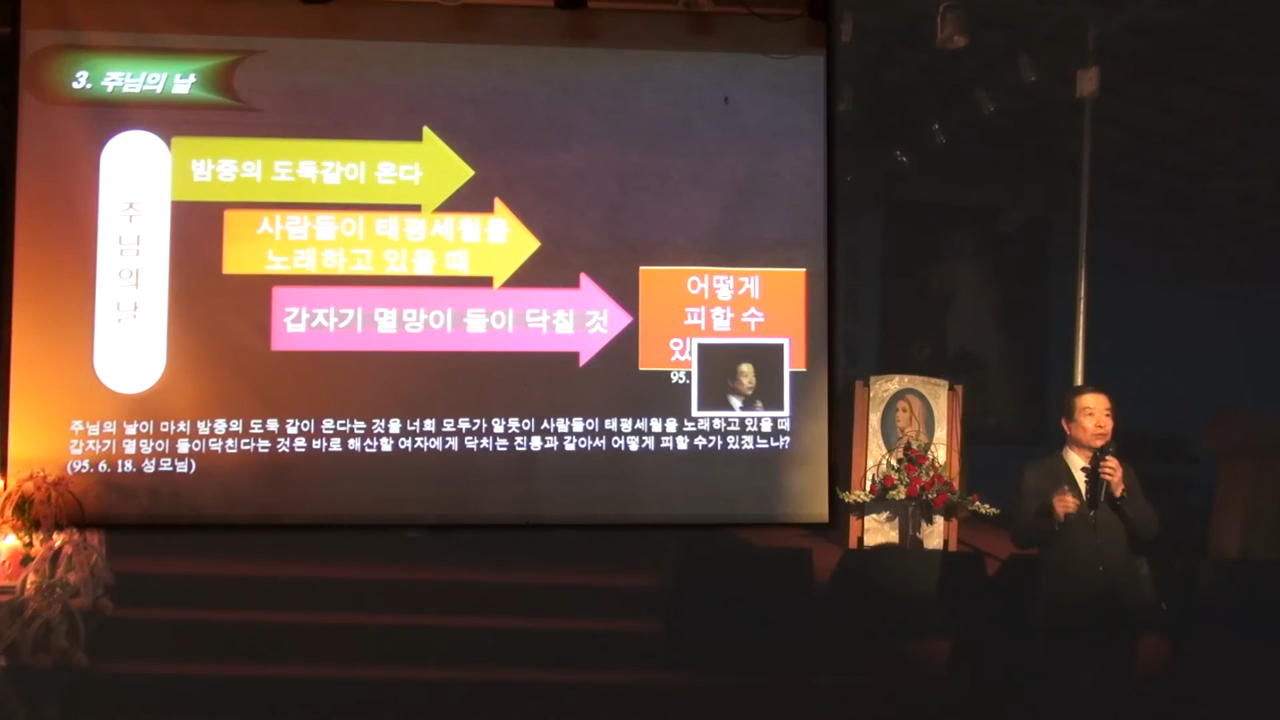 3. 주님의 날
주
님
의
날
밤중의 도둑같이 온다
사람들이 태평세월을
노래하고 있을 때
갑자기 멸망이 들이 닥칠 것
어떻게
피할 수
있
95.
주님의 날이 마치 밤중의 도둑 같이 온다는 것을 너희 모두가 알듯이 사람들이 태평세월을 노래하고 있을 때
갑자기 멸망이 들이닥친다는 것은 바로 해산할 여자에게 닥치는 진통과 같아서 어떻게 피할 수가 있겠느냐?
(95. 6. 18. 성모님)